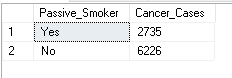 Passive_Smoker Cancer_Cases
1 Yes 2735
2 No 6226